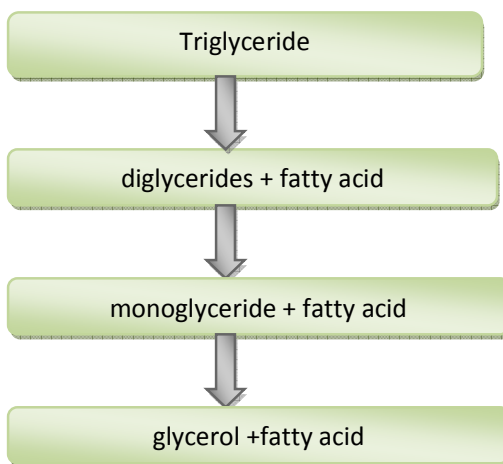 Triglyceride
diglycerides + fatty acid
monoglyceride + fatty acid
glycerol +fatty acid